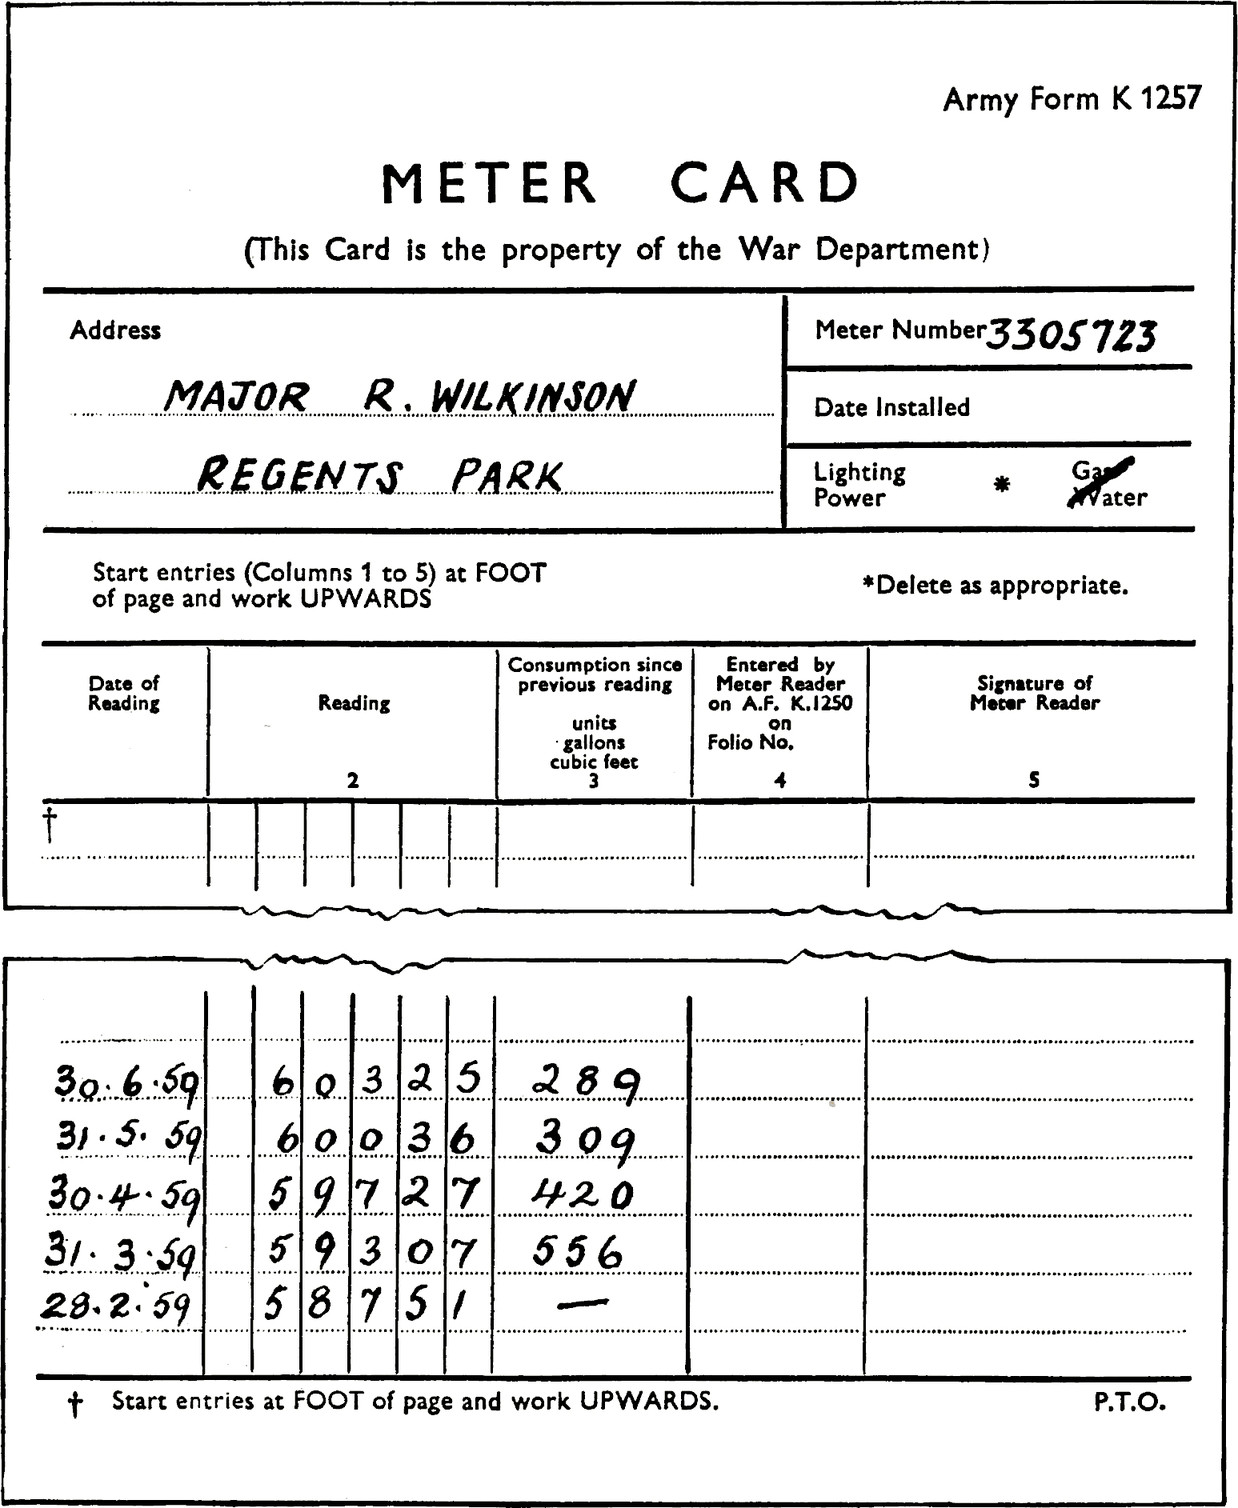 Army Form K 1257
METER CARD
(This Card is the property of the War Department)
Address
MAJOR R. WILKINSON
REGENTS PARK
Meter Number 3305723
Date Installed
Lighting
Power
*
Gas
Water
Start entries (Columns 1 to 5) at FOOT
of page and work UPWARDS
*Delete as appropriate.
Date of
Reading
Reading
2
Consumption since
previous reading
units
gallons
cubic feet
3
Entered by
Meter Reader
on A.F. K.1250
on
Folio No.
4
Signature of
Meter Reader
5
†
30.6.59 6 0 3 2 5 289
31.5.59 6 0 0 3 6 309
30.4.59 5 9 7 2 7 420
31.3.59 5 9 3 0 7 556
28.2.59 5 8 7 5 1 —
† Start entries at FOOT of page and work UPWARDS.
P.T.O.